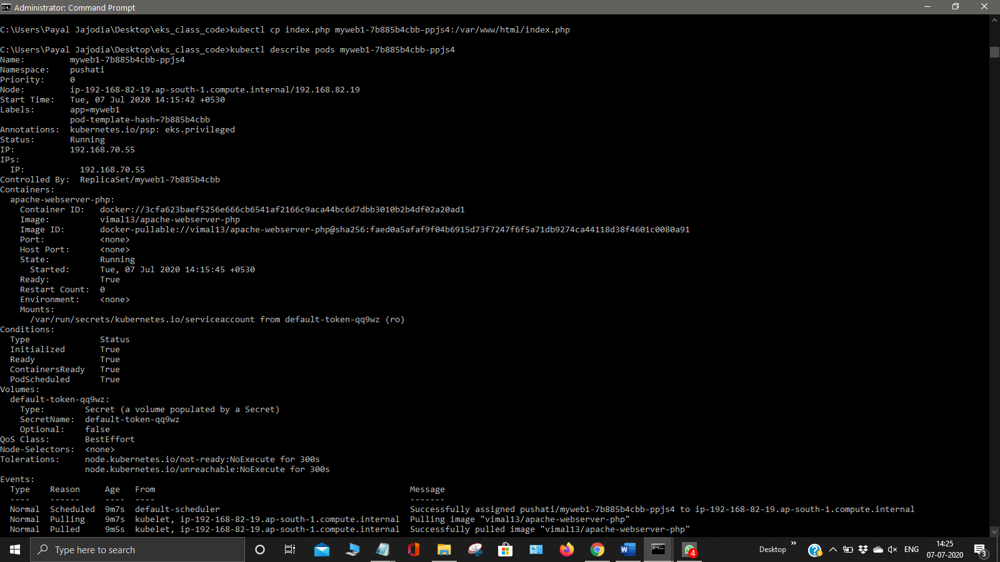 Administrator: Command Prompt
C:\Users\Payal Jajodia\Desktop\eks_class_code>kubectl cp index.php myweb1-7b885b4cbb-ppjs4:/var/www/html/index.php
C:\Users\Payal Jajodia\Desktop\eks_class_code>kubectl describe pods myweb1-7b885b4cbb-ppjs4
Name:         myweb1-7b885b4cbb-ppjs4
Namespace:    pushati
Priority:     0
Node:         ip-192-168-82-19.ap-south-1.compute.internal/192.168.82.19
Start Time:   Tue, 07 Jul 2020 14:15:42 +0530
Labels:       app=myweb1
              pod-template-hash=7b885b4cbb
Annotations:  kubernetes.io/psp: eks.privileged
Status:       Running
IP:           192.168.70.55
IPs:
  IP:           192.168.70.55
Controlled By:  ReplicaSet/myweb1-7b885b4cbb
Containers:
  apache-webserver-php:
    Container ID:   docker://3cfa623baef5256e666cb6541af2166c9aca44bc6d7dbb3010b2b4df02a20ad1
    Image:          vimal13/apache-webserver-php
    Image ID:       docker-pullable://vimal13/apache-webserver-php@sha256:faed0a5afaf9f04b6915d73f7247f6f5a71db9274ca44118d38f4601c0080a91
    Port:           <none>
    Host Port:      <none>
    State:          Running
      Started:      Tue, 07 Jul 2020 14:15:45 +0530
    Ready:          True
    Restart Count:  0
    Environment:    <none>
    Mounts:
      /var/run/secrets/kubernetes.io/serviceaccount from default-token-qq9wz (ro)
Conditions:
  Type              Status
  Initialized       True
  Ready             True
  ContainersReady   True
  PodScheduled      True
Volumes:
  default-token-qq9wz:
    Type:        Secret (a volume populated by a Secret)
    SecretName:  default-token-qq9wz
    Optional:    false
QoS Class:       BestEffort
Node-Selectors:  <none>
Tolerations:     node.kubernetes.io/not-ready:NoExecute for 300s
                 node.kubernetes.io/unreachable:NoExecute for 300s
Events:
  Type    Reason     Age   From                                                   Message
  ----    ------     ----  ----                                                   -------
  Normal  Scheduled  9m7s  default-scheduler                                      Successfully assigned pushati/myweb1-7b885b4cbb-ppjs4 to ip-192-168-82-19.ap-south-1.compute.internal
  Normal  Pulling    9m7s  kubelet, ip-192-168-82-19.ap-south-1.compute.internal  Pulling image "vimal13/apache-webserver-php"
  Normal  Pulled     9m5s  kubelet, ip-192-168-82-19.ap-south-1.compute.internal  Successfully pulled image "vimal13/apache-webserver-php"
Type here to search
4
Desktop
ENG
14:25
07-07-2020
3